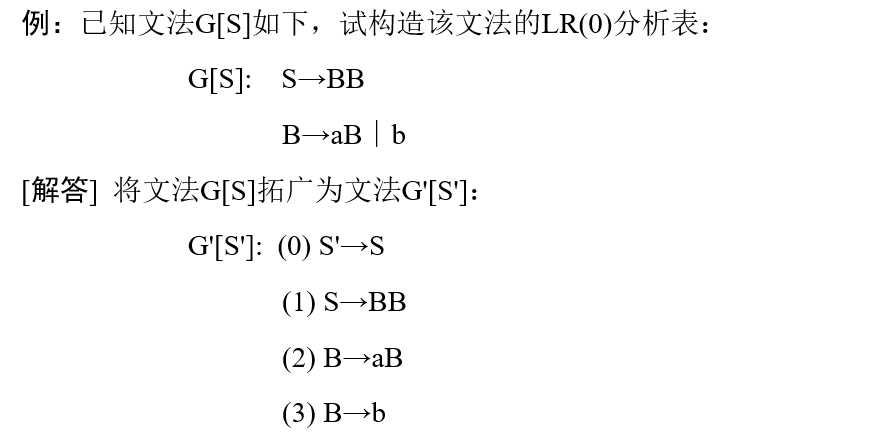 例：已知文法G[S]如下，试构造该文法的LR(0)分析表：
G[S]: S→BB
B→aB｜b
[解答] 将文法G[S]拓广为文法G'[S']：
G'[S']: (0) S'→S
(1) S→BB
(2) B→aB
(3) B→b